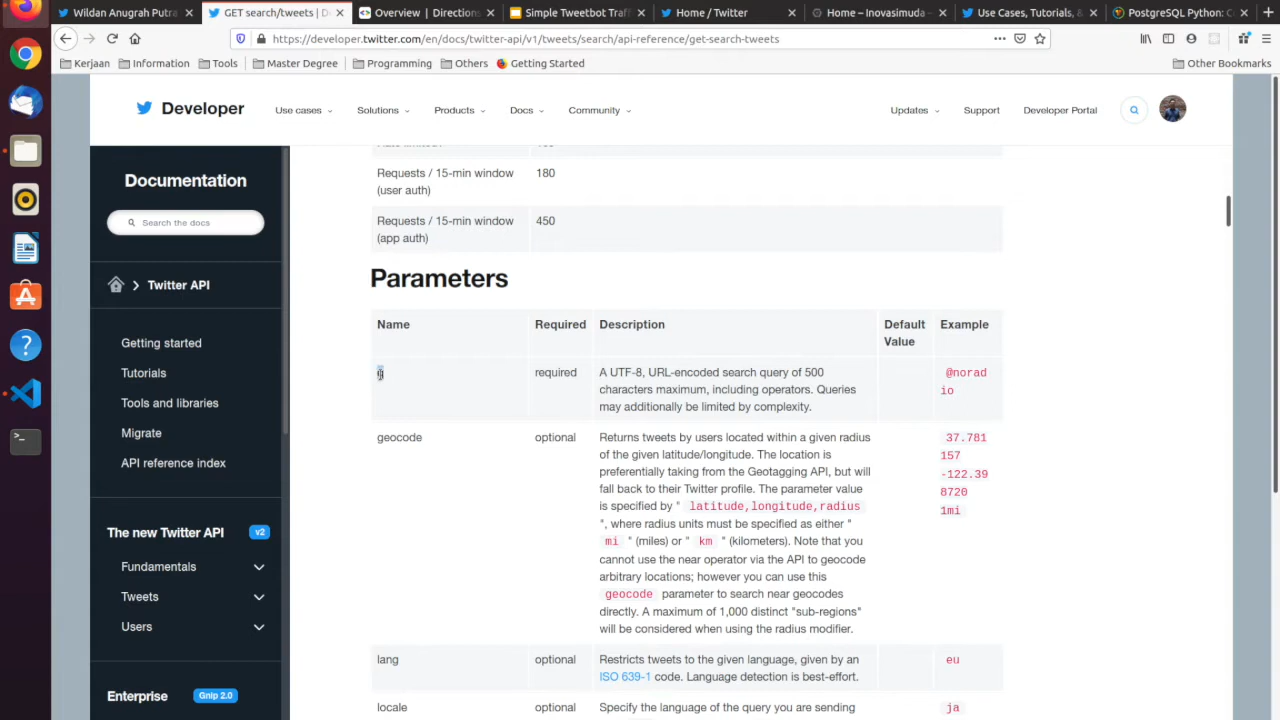 Wildan Anugrah Putra
GET search/tweets | D
Overview | Directions
Simple Tweetbot Traf
Home / Twitter
Home – Inovasimuda
Use Cases, Tutorials, &
PostgreSQL Python: C
https://developer.twitter.com/en/docs/twitter-api/v1/tweets/search/api-reference/get-search-tweets
Kerjaan
Information
Tools
Master Degree
Programming
Others
Getting Started
Other Bookmarks
Developer
Use cases
Solutions
Products
Docs
Community
Updates
Support
Developer Portal
Documentation
Search the docs
Twitter API
Getting started
Tutorials
Tools and libraries
Migrate
API reference index
The new Twitter API
v2
Fundamentals
Tweets
Users
Enterprise
Gnip 2.0
Requests / 15-min window
(user auth)
180
Requests / 15-min window
(app auth)
450
Parameters
Name
Required
Description
Default
Value
Example
q
required
A UTF-8, URL-encoded search query of 500
characters maximum, including operators. Queries
may additionally be limited by complexity.
@norad
io
geocode
optional
Returns tweets by users located within a given radius
of the given latitude/longitude. The location is
preferentially taking from the Geotagging API, but will
fall back to their Twitter profile. The parameter value
is specified by " latitude,longitude,radius
", where radius units must be specified as either "
mi " (miles) or " km " (kilometers). Note that you
cannot use the near operator via the API to geocode
arbitrary locations; however you can use this
geocode parameter to search near geocodes
directly. A maximum of 1,000 distinct "sub-regions"
will be considered when using the radius modifier.
37.781
157
-122.39
8720
1mi
lang
optional
Restricts tweets to the given language, given by an
ISO 639-1 code. Language detection is best-effort.
eu
locale
optional
Specify the language of the query you are sending
ja